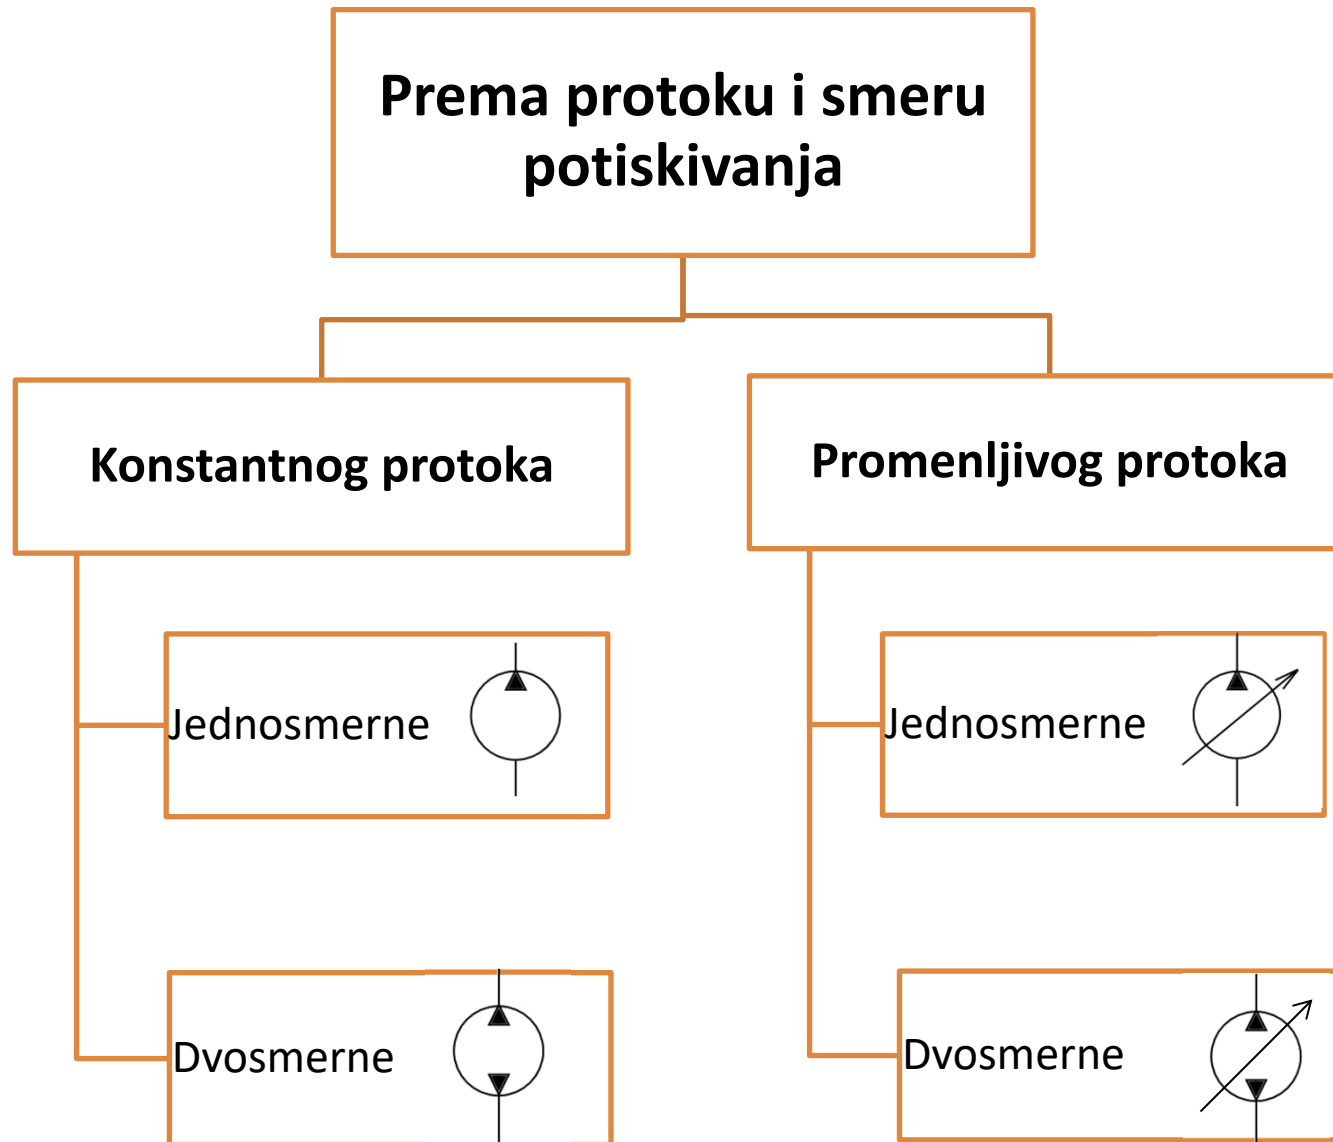 Prema protoku i smeru
potiskivanja
Konstantnog protoka
Promenljivog protoka
Jednosmerne
Jednosmerne
Dvosmerne
Dvosmerne